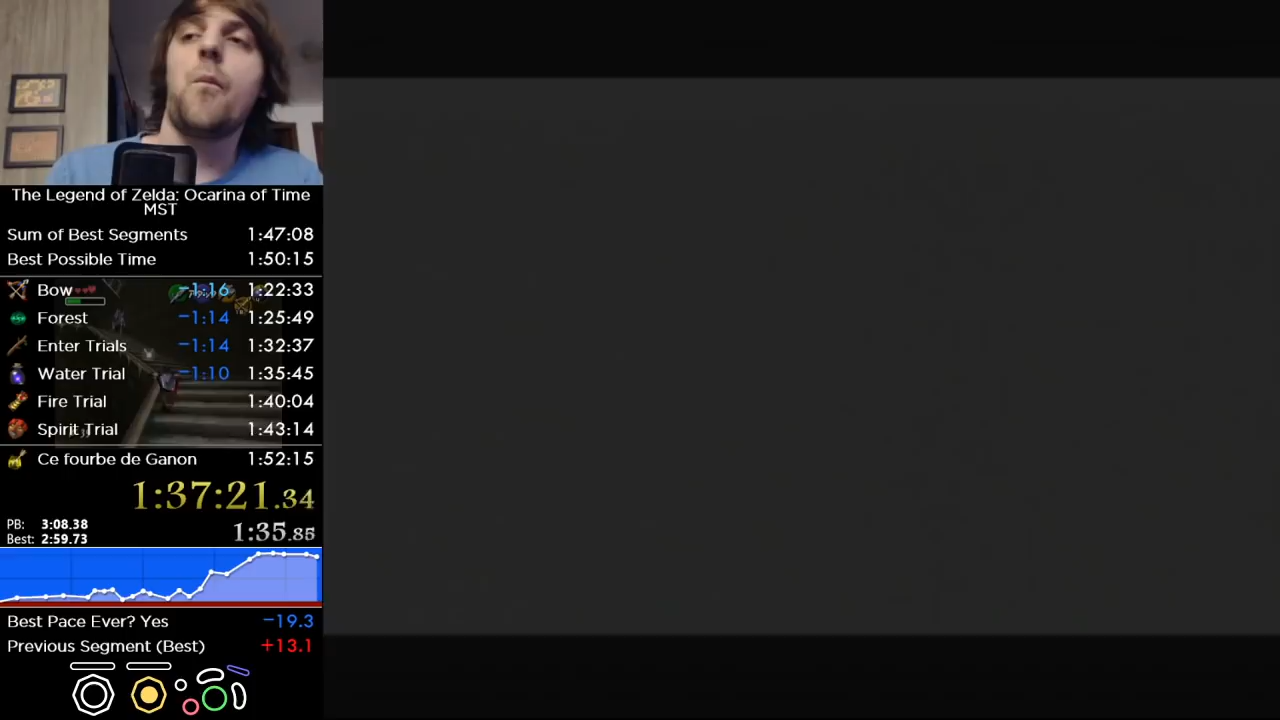 The Legend of Zelda: Ocarina of Time
MST
Sum of Best Segments 1:47:08
Best Possible Time 1:50:15
Bow −1:16 1:22:33
Forest −1:14 1:25:49
Enter Trials −1:14 1:32:37
Water Trial −1:10 1:35:45
Fire Trial 1:40:04
Spirit Trial 1:43:14
Ce fourbe de Ganon 1:52:15
1:37:21.34
PB: 3:08.38 1:35.85
Best: 2:59.73
Best Pace Ever? Yes −19.3
Previous Segment (Best) +13.1